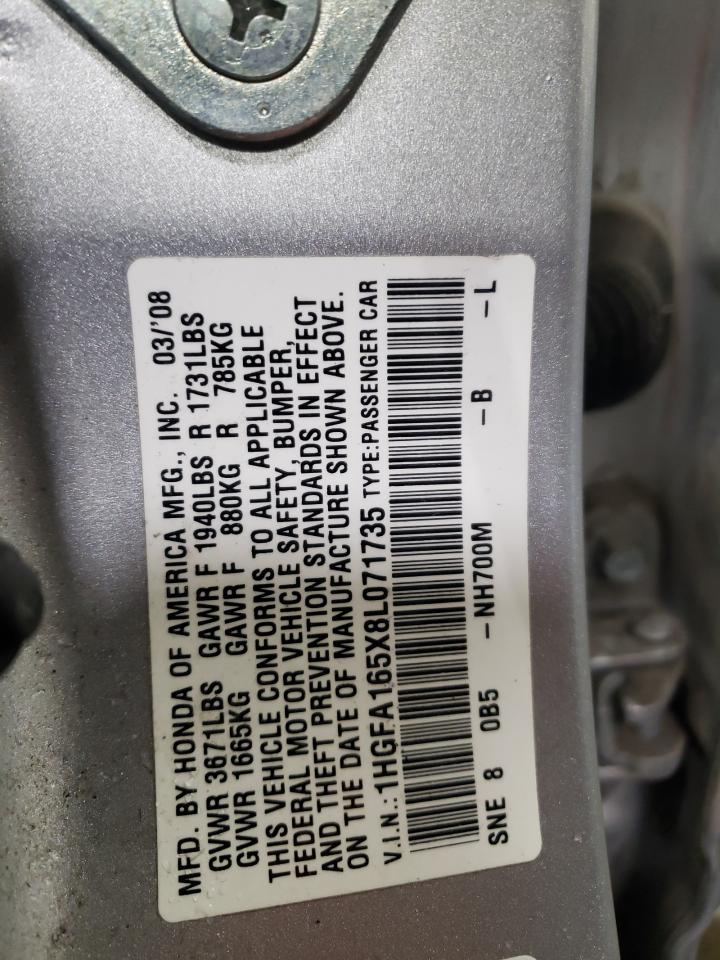 MFD. BY HONDA OF AMERICA MFG., INC. 03/'08
GVWR 3671LBS GAWR F 1940LBS R 1731LBS
GVWR 1665KG GAWR F 880KG R 785KG
THIS VEHICLE CONFORMS TO ALL APPLICABLE
FEDERAL MOTOR VEHICLE SAFETY, BUMPER,
AND THEFT PREVENTION STANDARDS IN EFFECT
ON THE DATE OF MANUFACTURE SHOWN ABOVE.
V.I.N.:1HGFA165X8L071735 TYPE:PASSENGER CAR
SNE 8 0B5 -NH700M -B -L